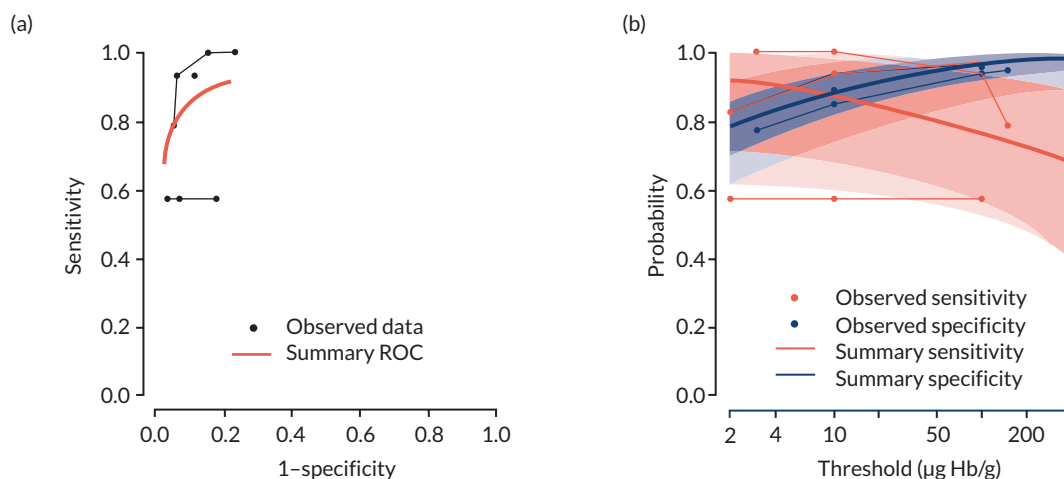 (a)
1.0
0.8
0.6
0.4
0.2
0.0
Sensitivity
Observed data
Summary ROC
0.0 0.2 0.4 0.6 0.8 1.0
1–specificity
(b)
1.0
0.8
0.6
0.4
0.2
0.0
Probability
Observed sensitivity
Observed specificity
Summary sensitivity
Summary specificity
2 4 10 50 200
Threshold (µg Hb/g)